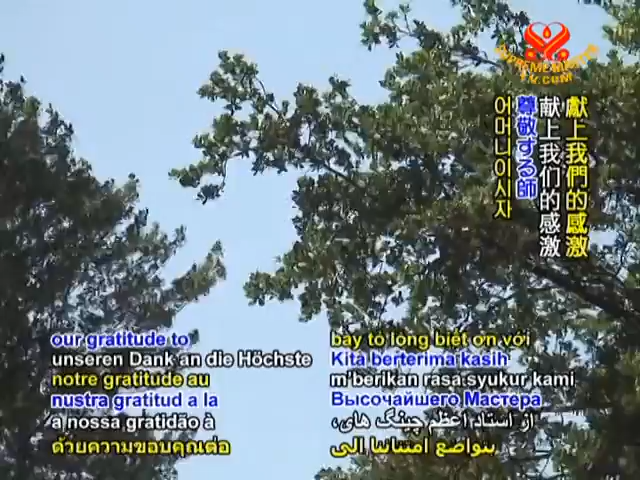 SUPREME MASTER
TV.COM
獻上我們的感激
献上我们的感激
尊敬する師
어머니이시자
our gratitude to
unseren Dank an die Höchste
notre gratitude au
nustra gratitud a la
a nossa gratidão à
ด้วยความขอบคุณต่อ
bày tỏ lòng biết ơn với
Kita berterima kasih
m'berikan rasa syukur kami
Высочайшего Мастера
از استاد اعظم چینگ های،
بتواضع امتناننا إلى